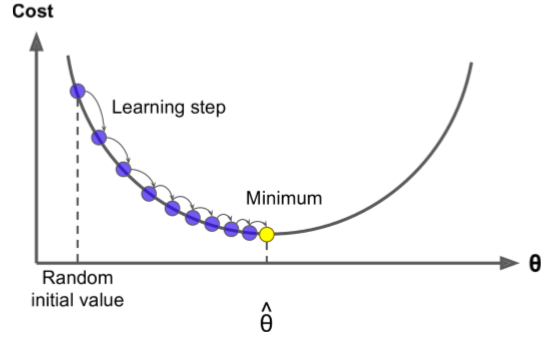 Cost
Learning step
Minimum
θ
Random
initial value
θ̂